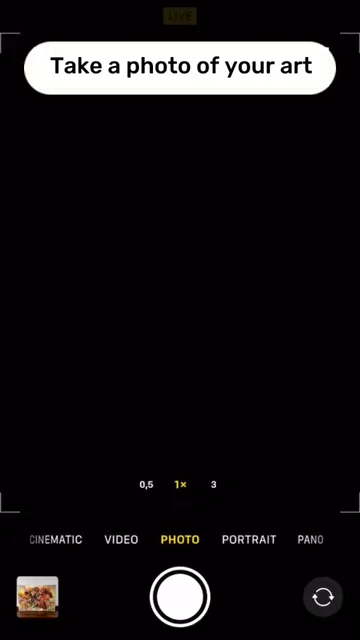 LIVE
Take a photo of your art
0,5 1× 3
CINEMATIC VIDEO PHOTO PORTRAIT PANO